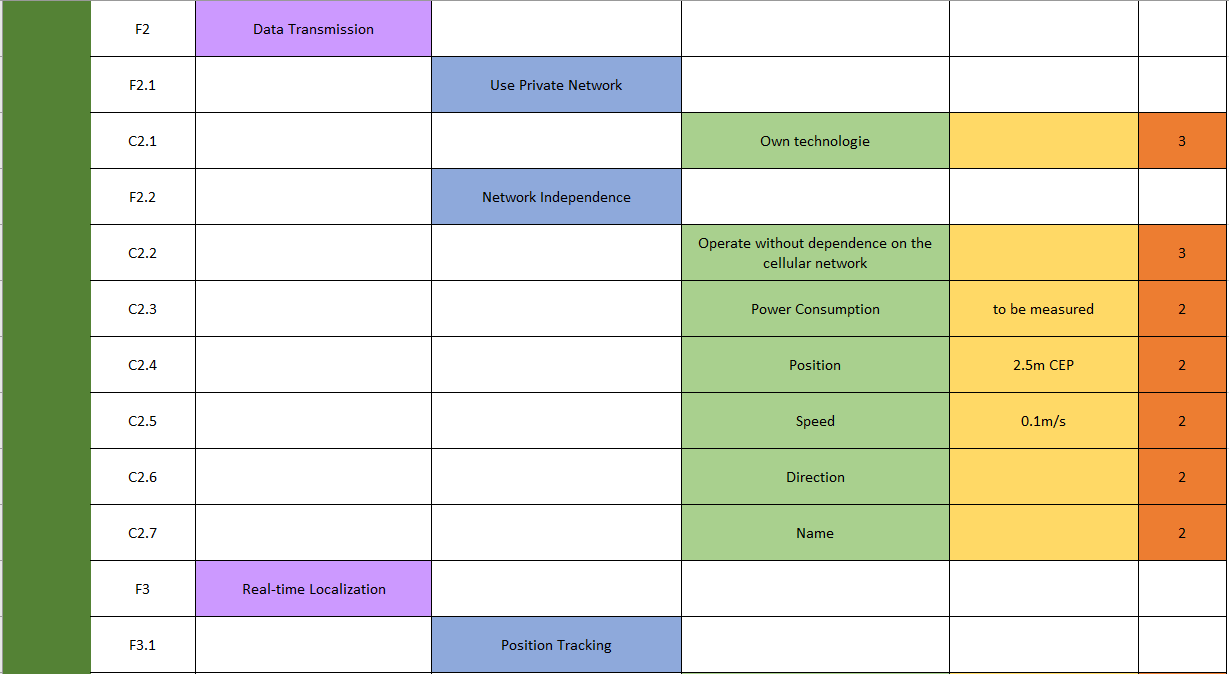 F2 Data Transmission
F2.1 Use Private Network
C2.1 Own technologie 3
F2.2 Network Independence
C2.2 Operate without dependence on the
cellular network 3
C2.3 Power Consumption to be measured 2
C2.4 Position 2.5m CEP 2
C2.5 Speed 0.1m/s 2
C2.6 Direction 2
C2.7 Name 2
F3 Real-time Localization
F3.1 Position Tracking